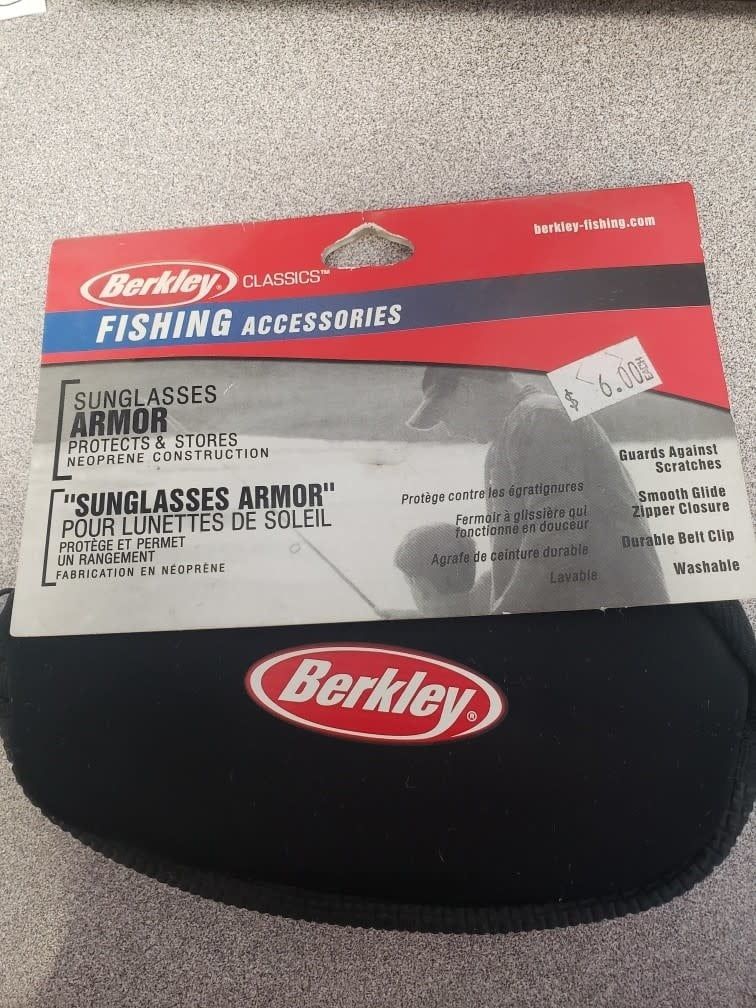 berkley-fishing.com
Berkley® CLASSICS™
FISHING ACCESSORIES
$ 6.00
SUNGLASSES
ARMOR
PROTECTS & STORES
NEOPRENE CONSTRUCTION
"SUNGLASSES ARMOR"
POUR LUNETTES DE SOLEIL
PROTÈGE ET PERMET
UN RANGEMENT
FABRICATION EN NÉOPRÈNE
Protège contre les égratignures
Fermoir à glissière qui
fonctionne en douceur
Agrafe de ceinture durable
Lavable
Guards Against
Scratches
Smooth Glide
Zipper Closure
Durable Belt Clip
Washable
Berkley®